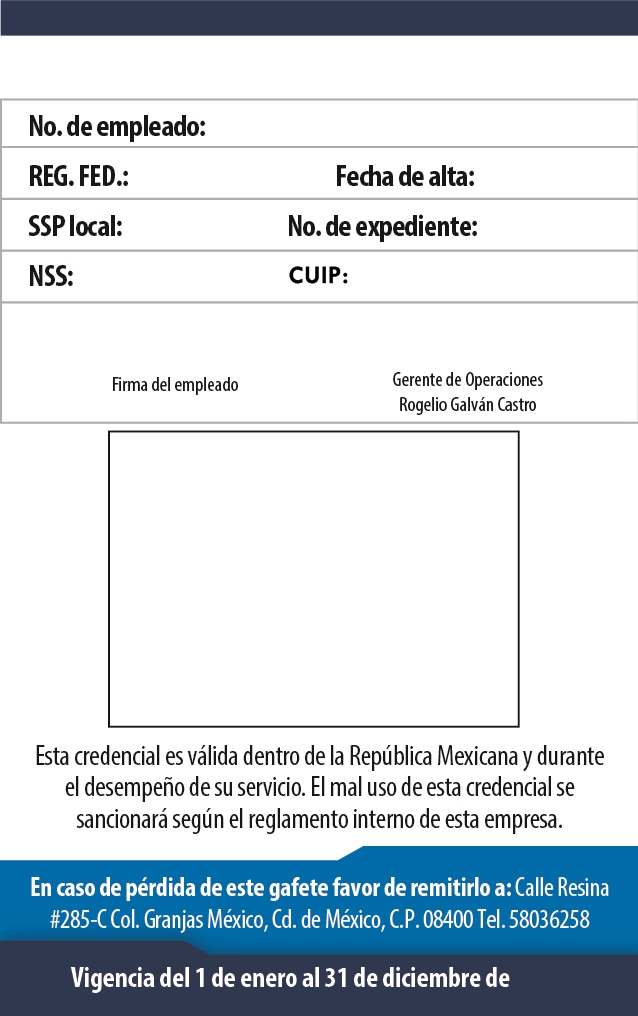 No. de empleado:
REG. FED.: Fecha de alta:
SSP local: No. de expediente:
NSS: CUIP:
Firma del empleado
Gerente de Operaciones
Rogelio Galván Castro
Esta credencial es válida dentro de la República Mexicana y durante
el desempeño de su servicio. El mal uso de esta credencial se
sancionará según el reglamento interno de esta empresa.
En caso de pérdida de este gafete favor de remitirlo a: Calle Resina
#285-C Col. Granjas México, Cd. de México, C.P. 08400 Tel. 58036258
Vigencia del 1 de enero al 31 de diciembre de